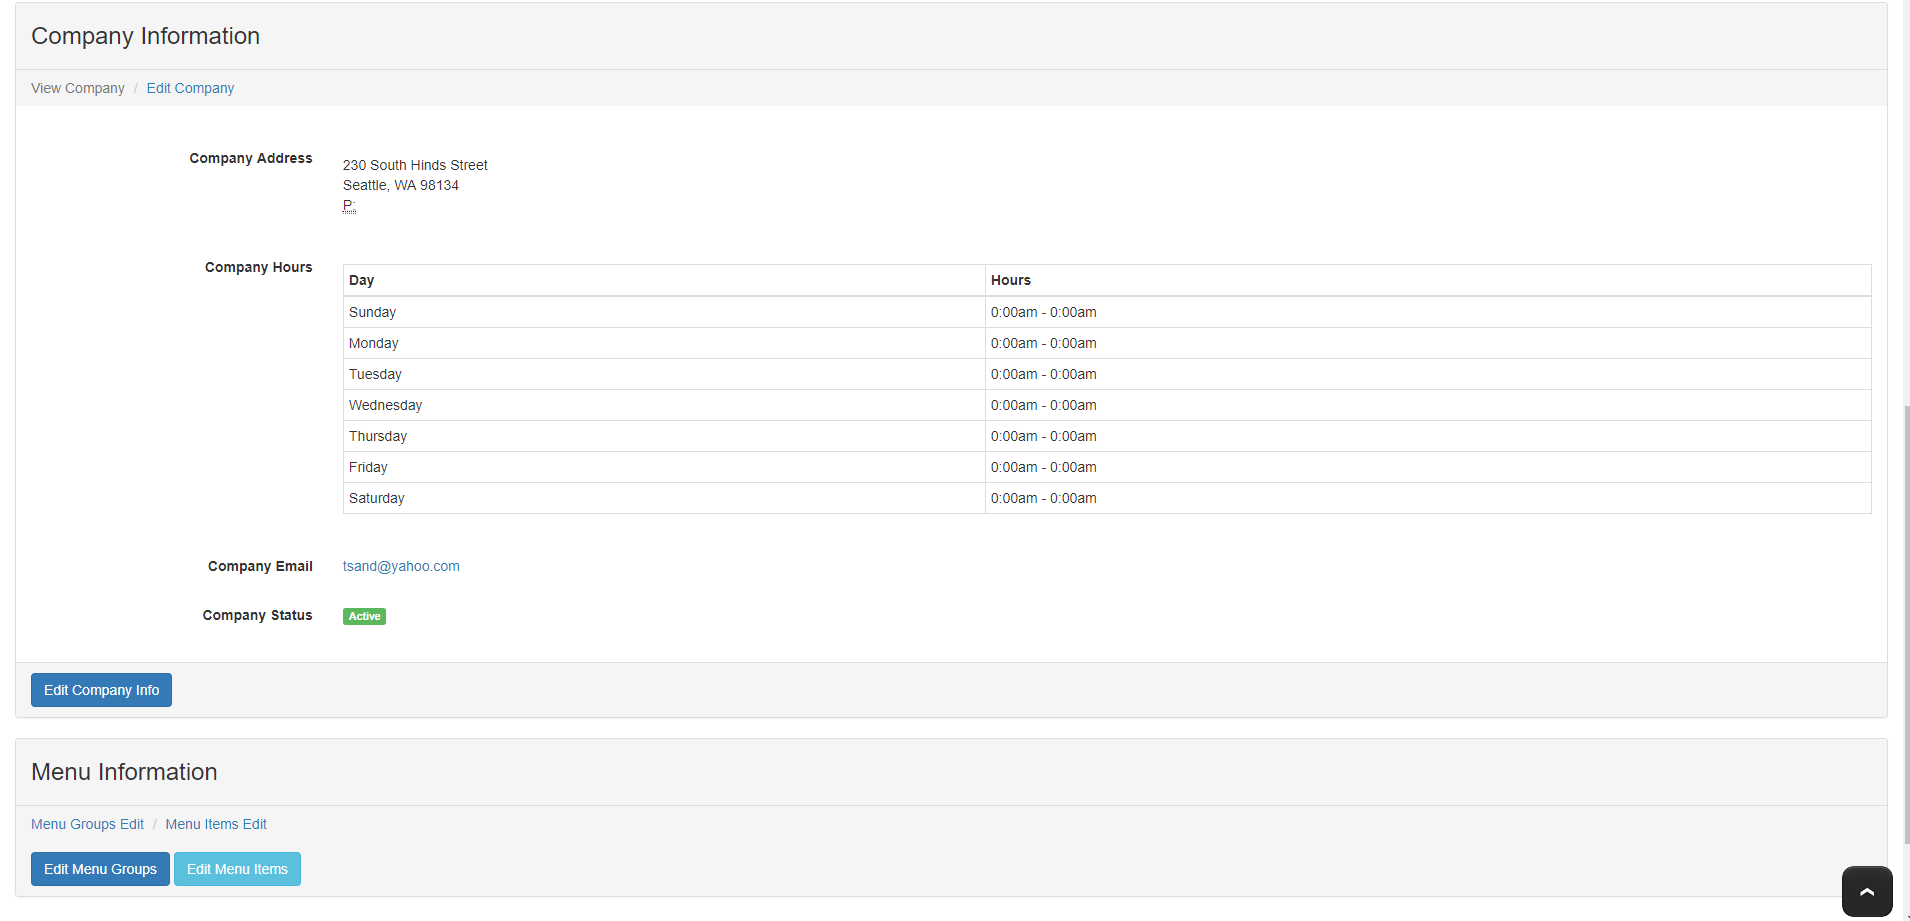 Company Information
View Company / Edit Company
Company Address
230 South Hinds Street
Seattle, WA 98134
P:
Company Hours
Day Hours
Sunday 0:00am - 0:00am
Monday 0:00am - 0:00am
Tuesday 0:00am - 0:00am
Wednesday 0:00am - 0:00am
Thursday 0:00am - 0:00am
Friday 0:00am - 0:00am
Saturday 0:00am - 0:00am
Company Email tsand@yahoo.com
Company Status Active
Edit Company Info
Menu Information
Menu Groups Edit / Menu Items Edit
Edit Menu Groups Edit Menu Items